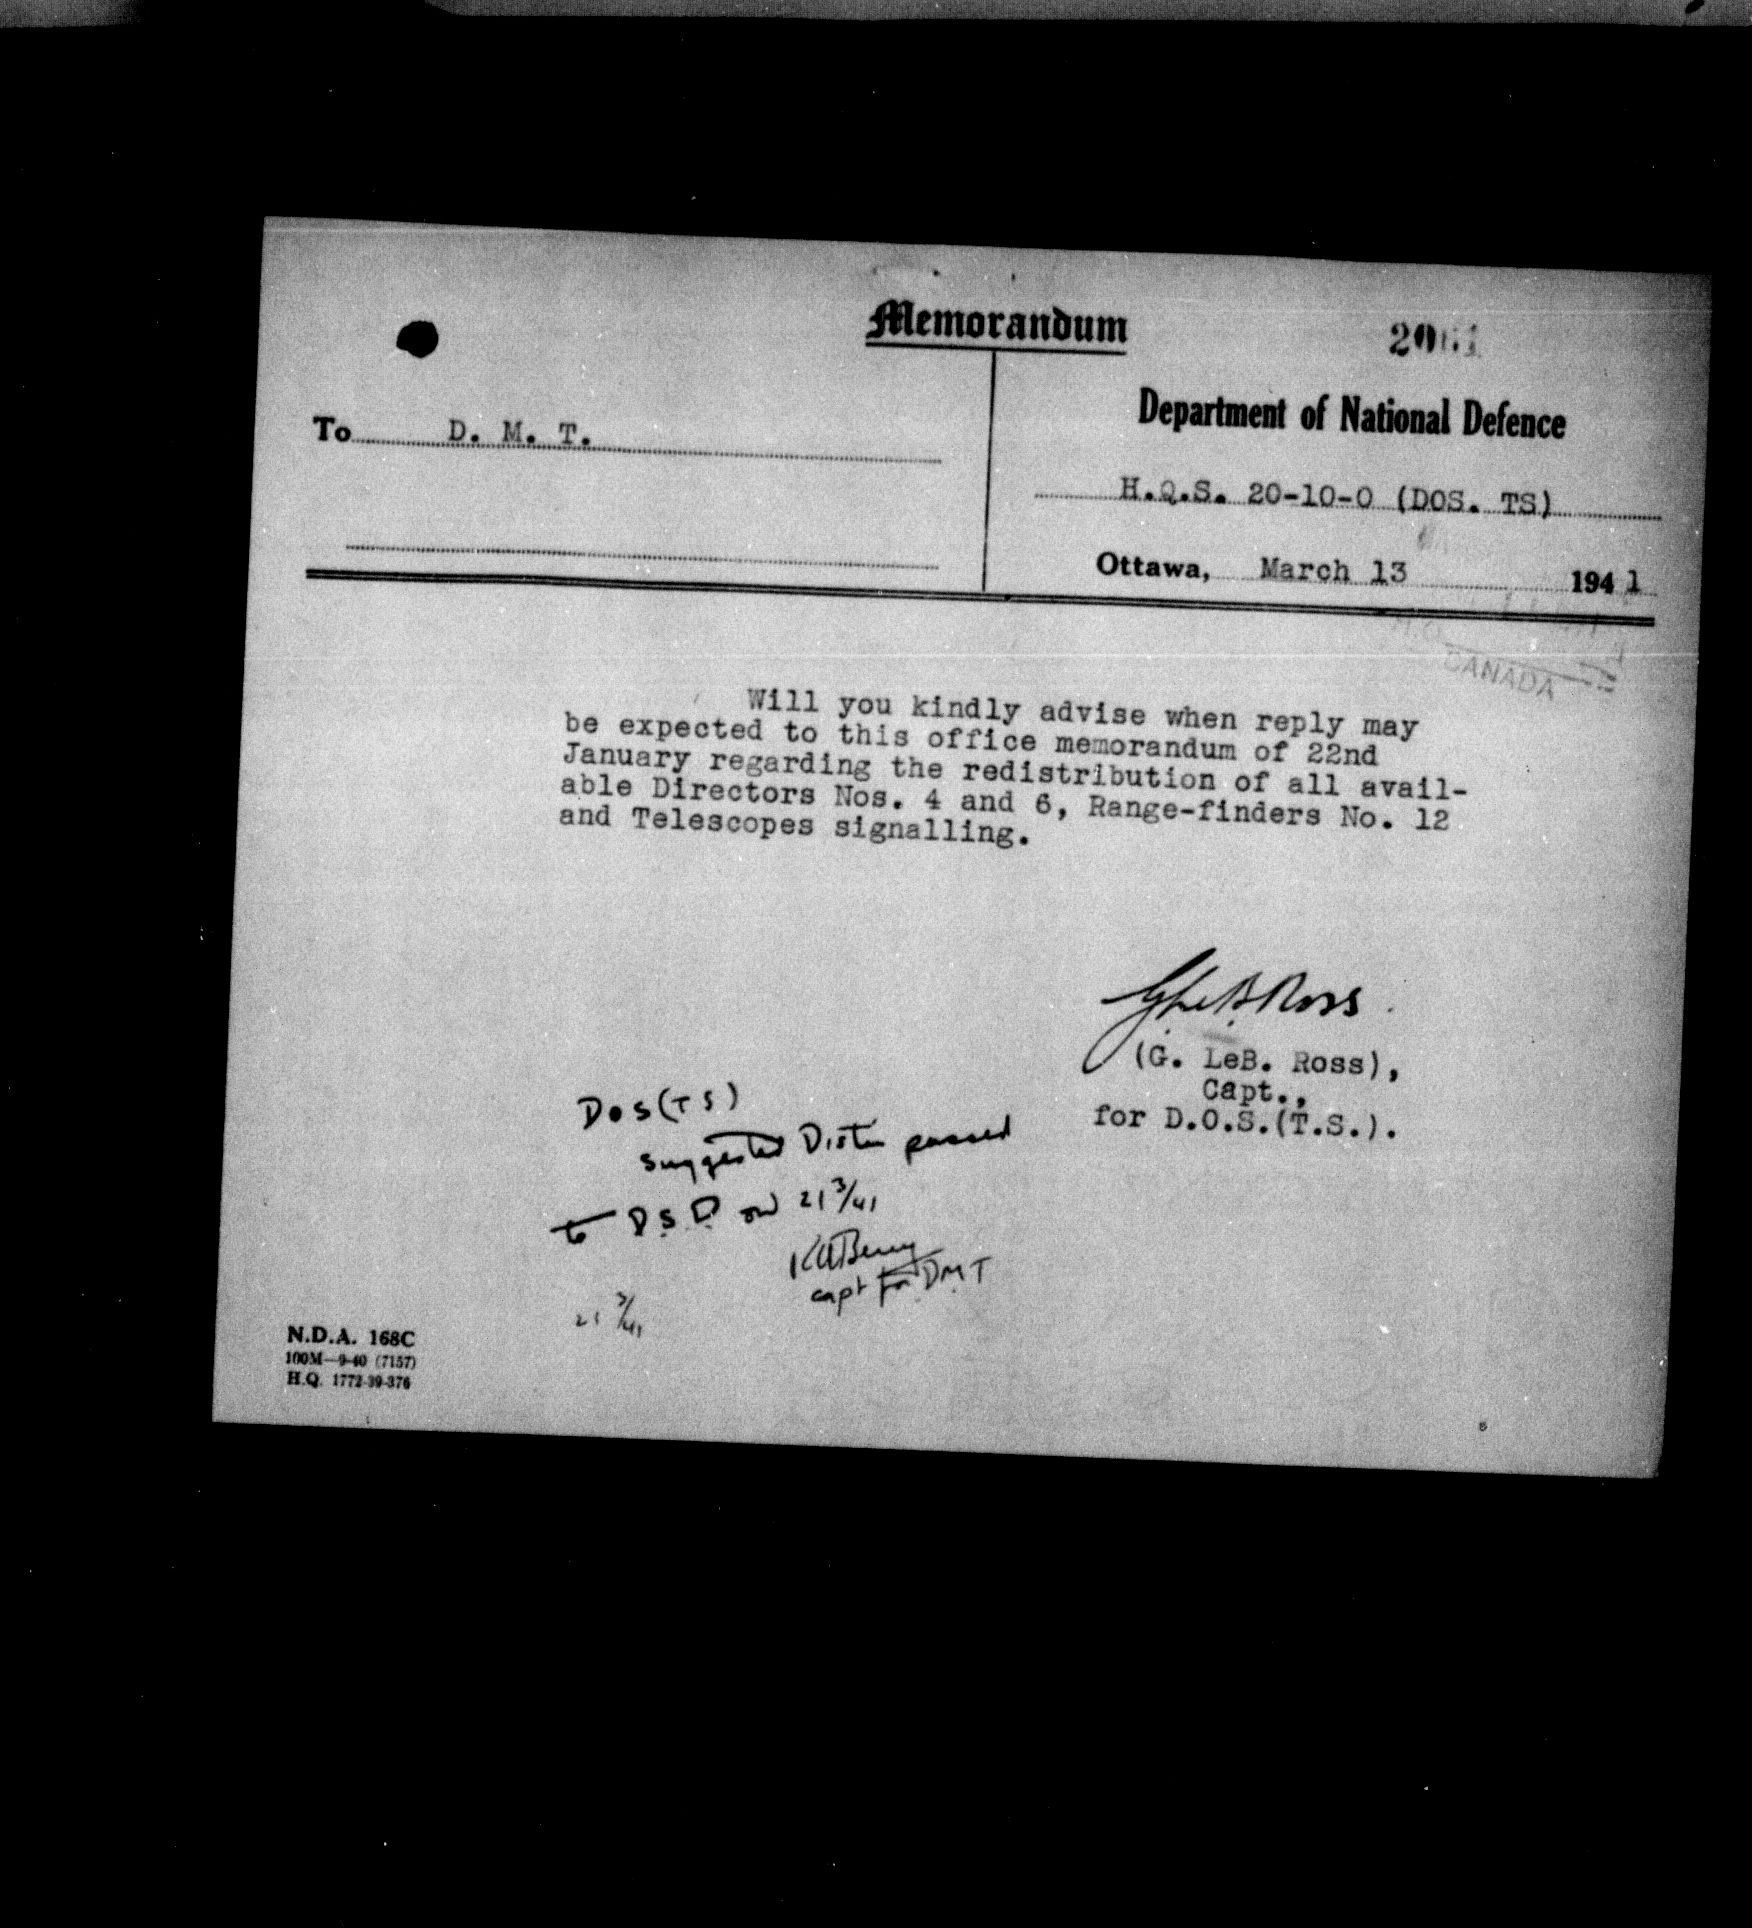 Memorandum
To D. M. T.
Department of National Defence
H.Q.S. 20-10-0 (DOS. TS)
Ottawa, March 13 1941
CANADA
Will you kindly advise when reply may
be expected to this office memorandum of 22nd
January regarding the redistribution of all avail-
able Directors Nos. 4 and 6, Range-finders No. 12
and Telescopes signalling.
(G. LeB. Ross),
Capt.,
for D.O.S.(T.S.).
DOS(TS)
Suggested Distn passed
to D.S.D. on 21 3/41
Capt for DMT
21 3/41
N.D.A. 168C
100M—9-40 (7157)
H.Q. 1772-39-376